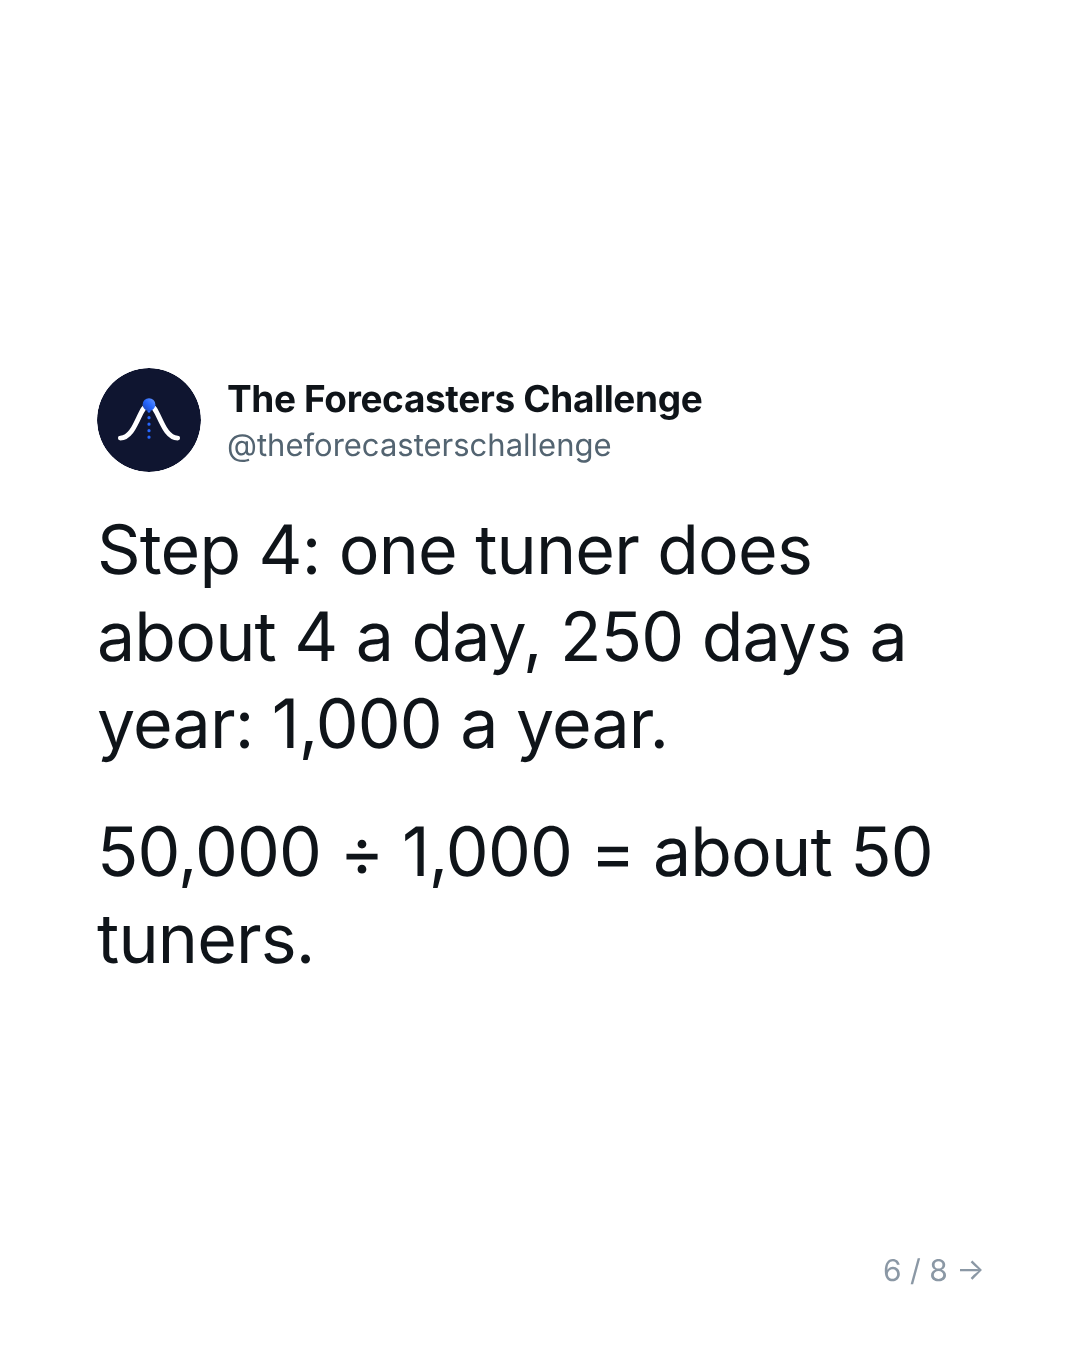 The Forecasters Challenge
@theforecasterschallenge
Step 4: one tuner does
about 4 a day, 250 days a
year: 1,000 a year.
50,000 ÷ 1,000 = about 50
tuners.
6 / 8 →